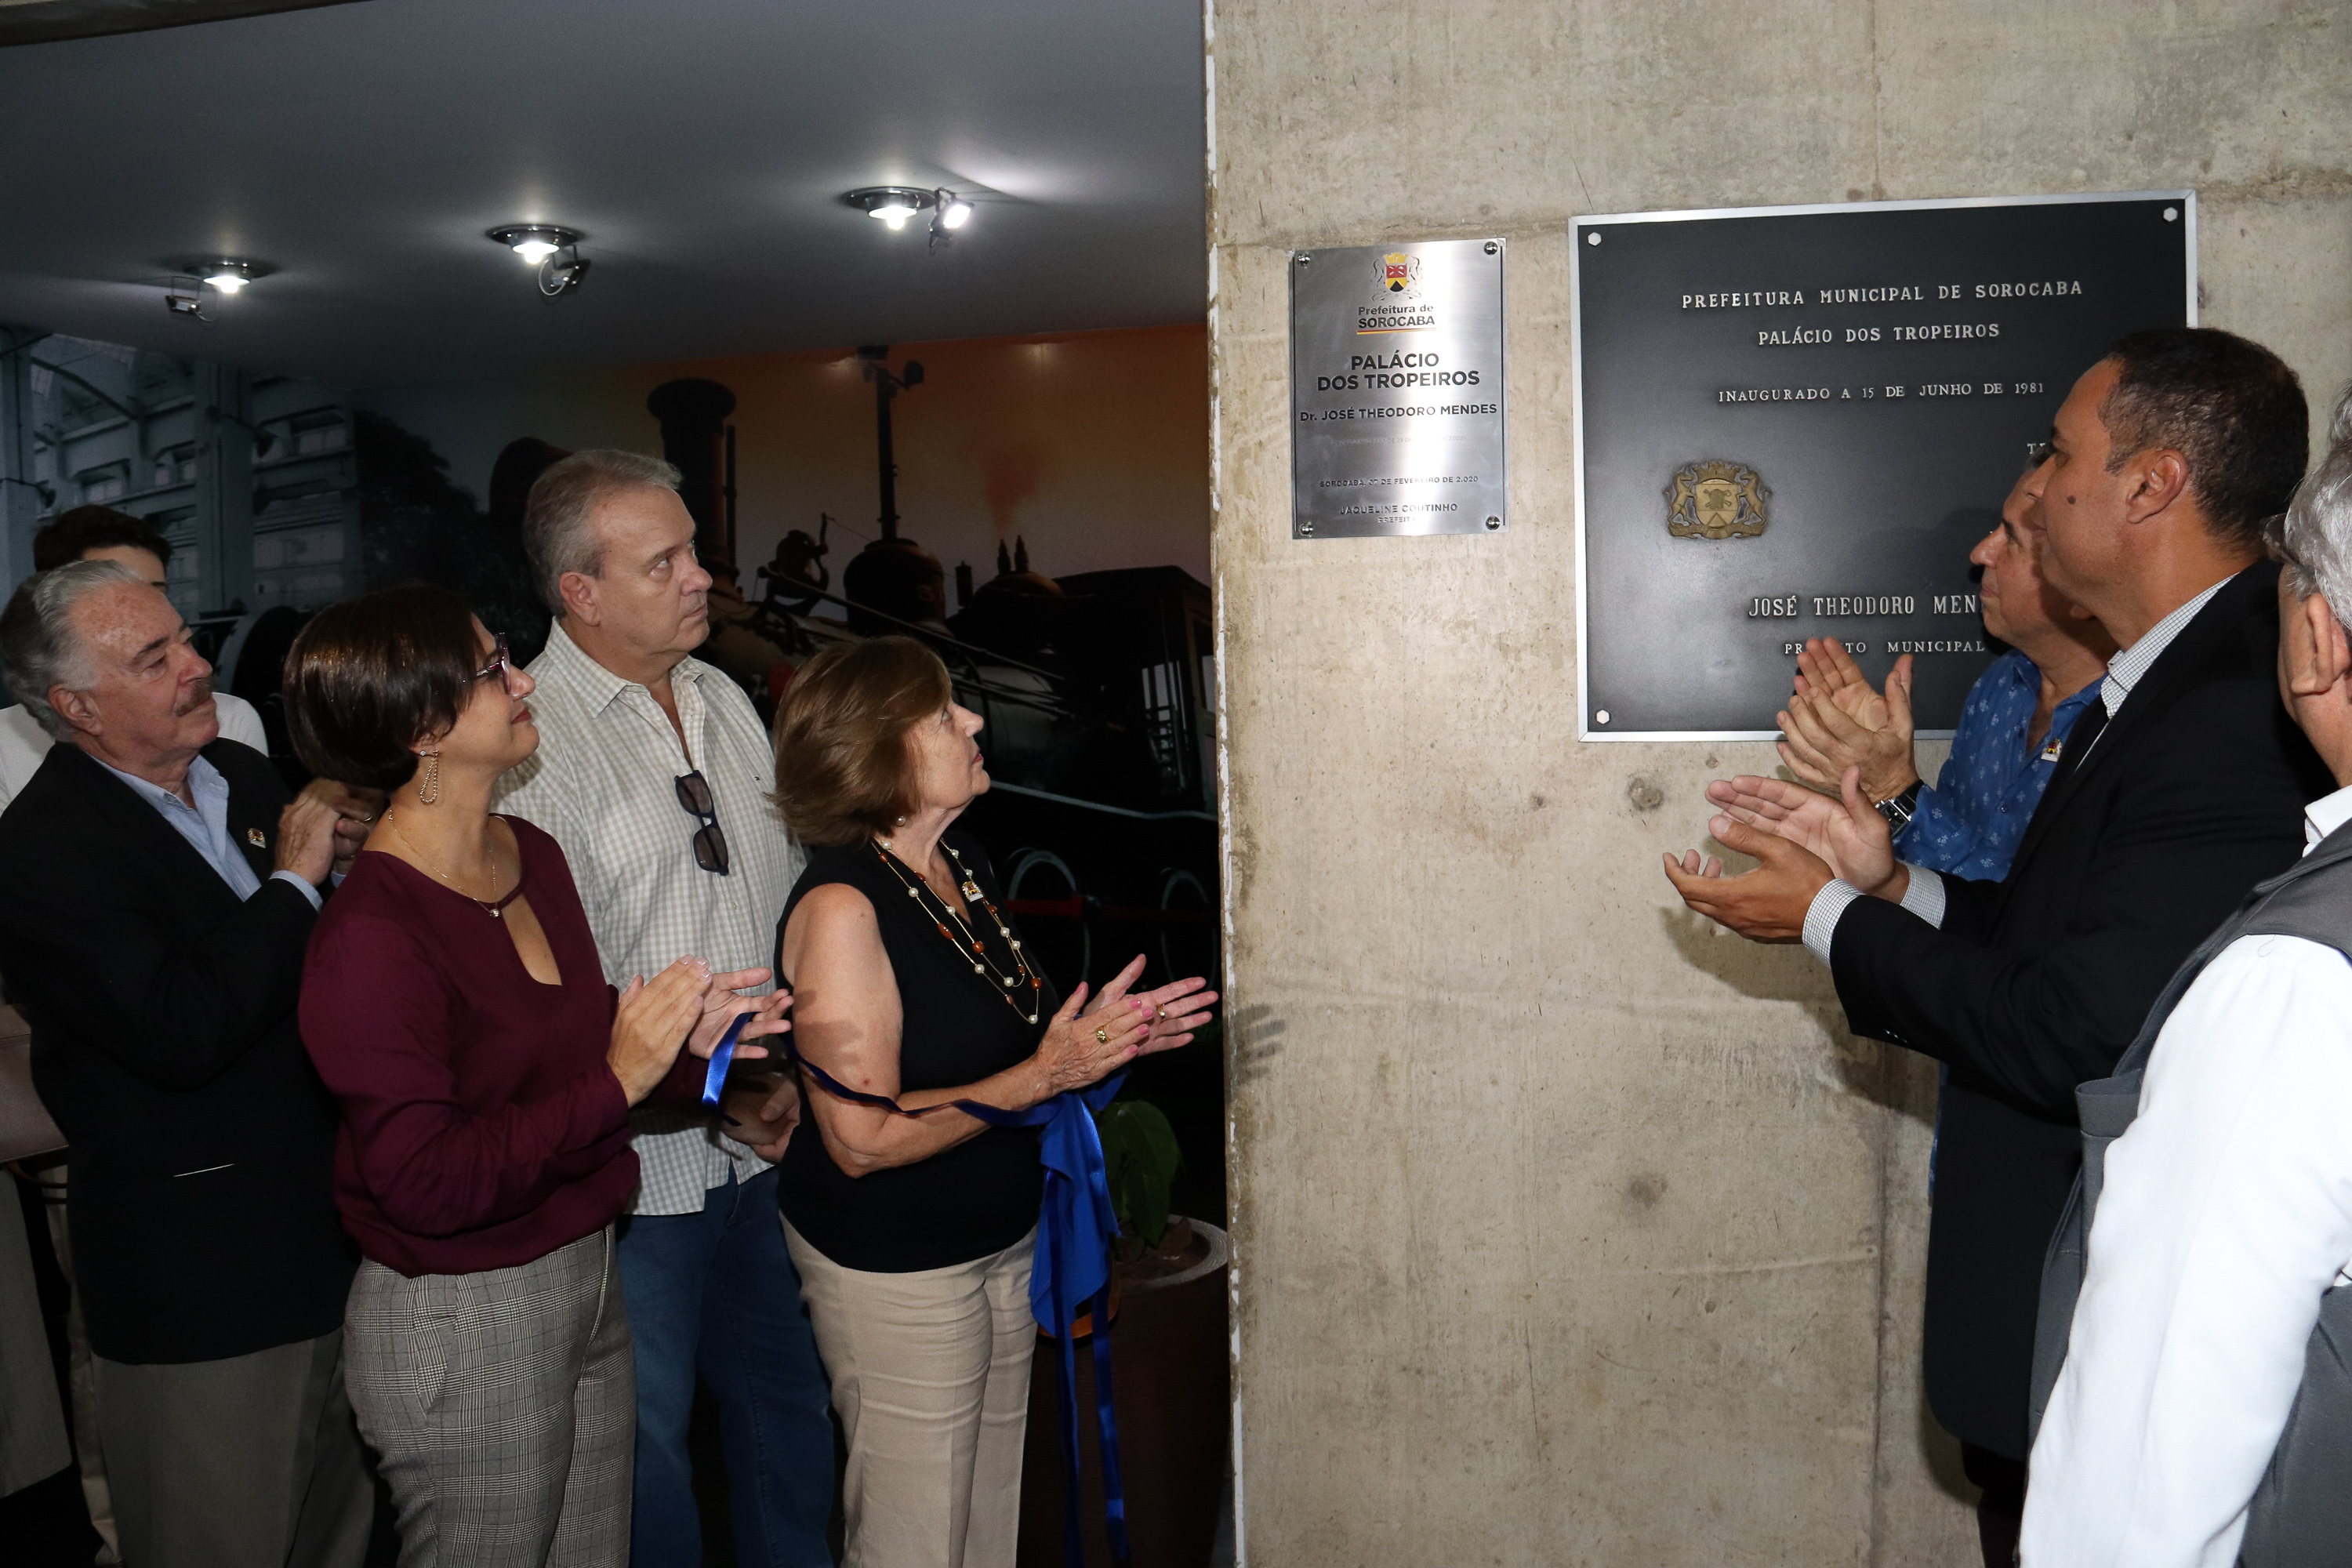 Prefeitura de
SOROCABA
PALÁCIO
DOS TROPEIROS
Dr. JOSÉ THEODORO MENDES
SOROCABA, 07 DE FEVEREIRO DE 2.020
JAQUELINE COUTINHO
PREFEITA
PREFEITURA MUNICIPAL DE SOROCABA
PALÁCIO DOS TROPEIROS
INAUGURADO A 15 DE JUNHO DE 1981
JOSÉ THEODORO MEN
MUNICIPAL